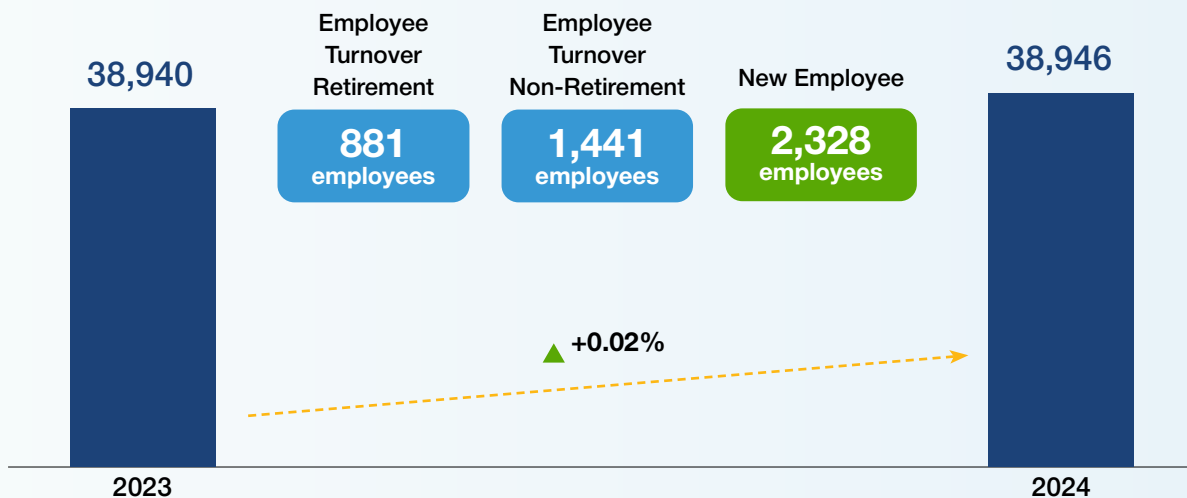 38,940
Employee
Turnover
Retirement
881
employees
Employee
Turnover
Non-Retirement
1,441
employees
New Employee
2,328
employees
38,946
+0.02%
2023
2024